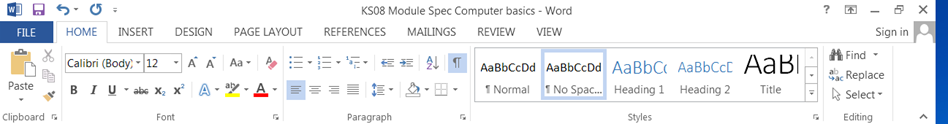 KS08 Module Spec Computer basics - Word
FILE HOME INSERT DESIGN PAGE LAYOUT REFERENCES MAILINGS REVIEW VIEW Sign in
Paste
Calibri (Body) 12 A A Aa A
B I U abc X₂ X² A ab A
A Z ¶
AaBbCcDd AaBbCcDd AaBbCc AaBbCcD AaBl
¶ Normal ¶ No Spac... Heading 1 Heading 2 Title
Find
Replace
Select
Clipboard Font Paragraph Styles Editing